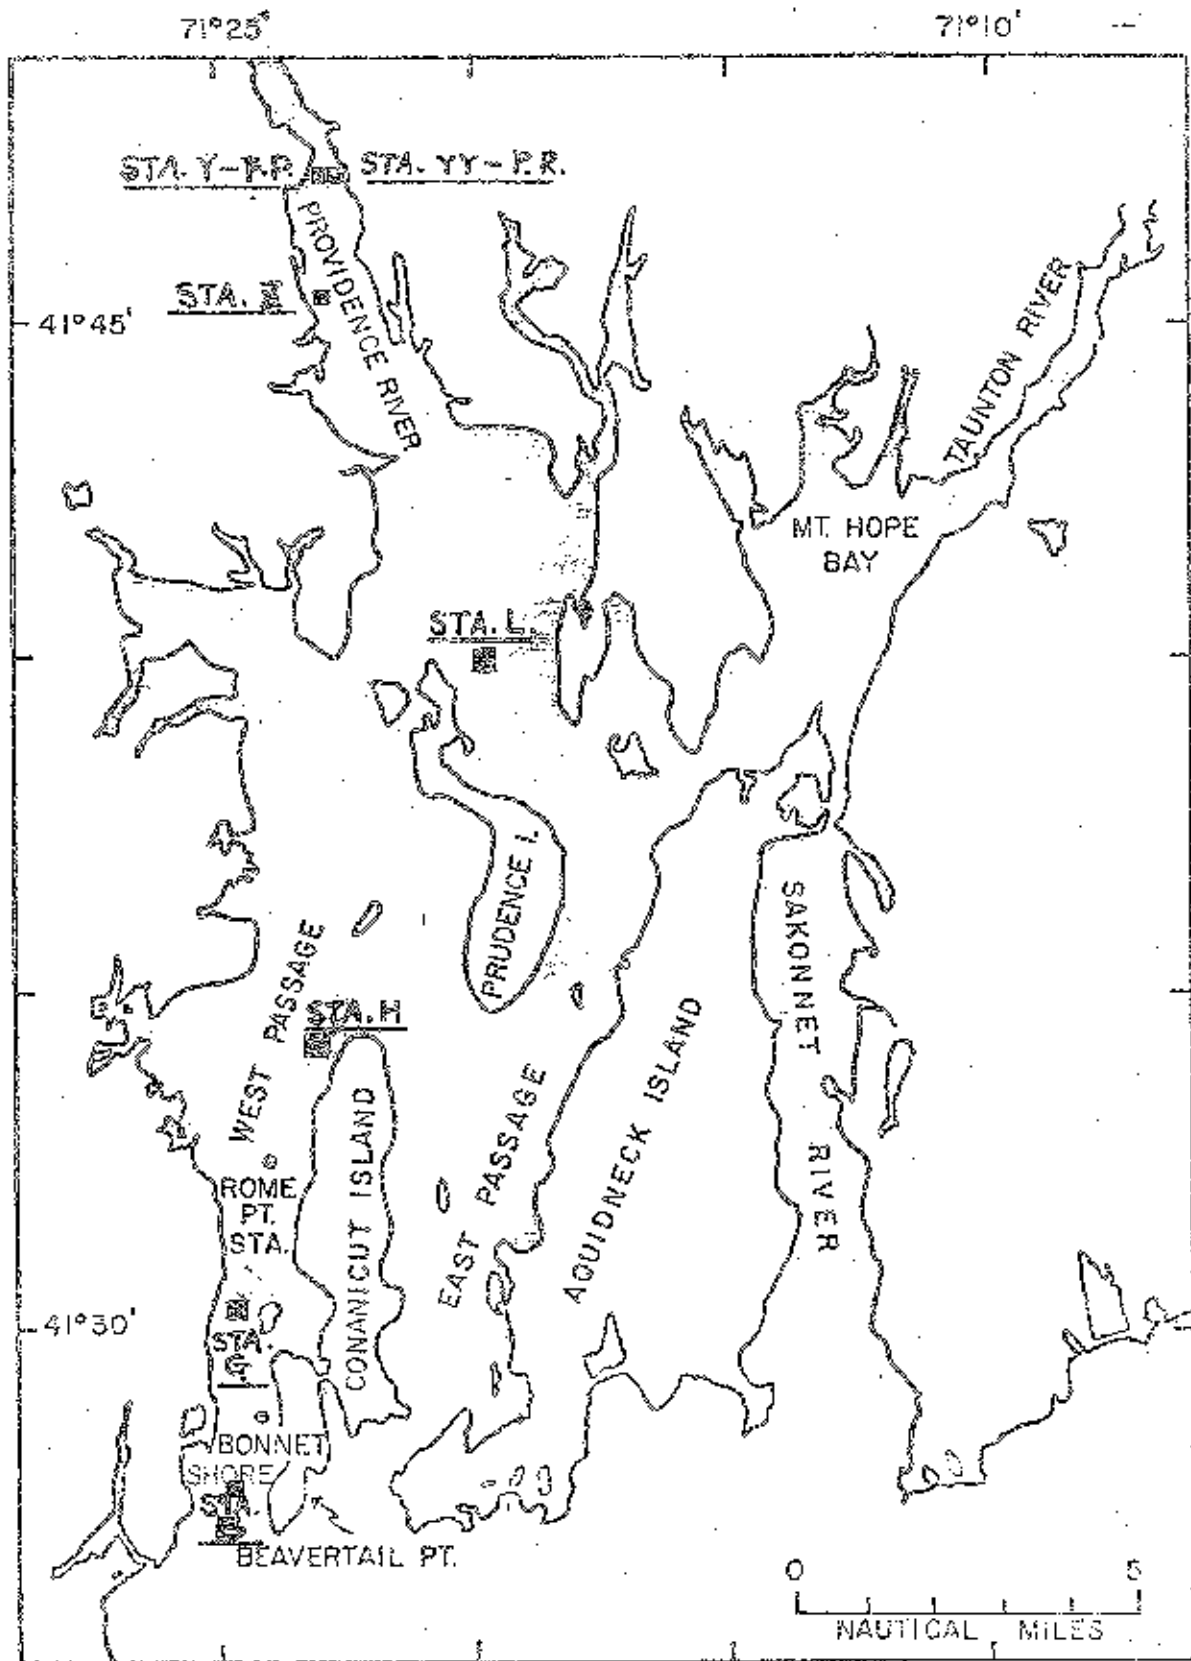 71°25'
71°10'
STA. Y-P.P.
STA. YY-P.R.
PROVIDENCE RIVER
STA.
41°45'
TAUNTON RIVER
MT. HOPE
BAY
STA. L.
PRUDENCE I.
SAKONNET
RIVER
WEST PASSAGE
STA. H.
EAST PASSAGE
AQUIDNECK ISLAND
CONANICUT ISLAND
ROME
PT.
STA.
41°30'
STA.
BONNET
SHORE
STA.
BEAVERTAIL PT.
0
5
NAUTICAL MILES